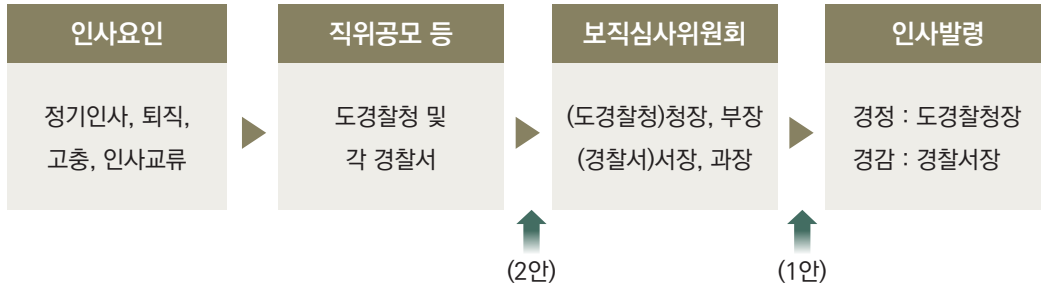 인사요인
정기인사, 퇴직,
고충, 인사교류
직위공모 등
도경찰청 및
각 경찰서
보직심사위원회
(도경찰청)청장, 부장
(경찰서)서장, 과장
인사발령
경정 : 도경찰청장
경감 : 경찰서장
(2안)
(1안)